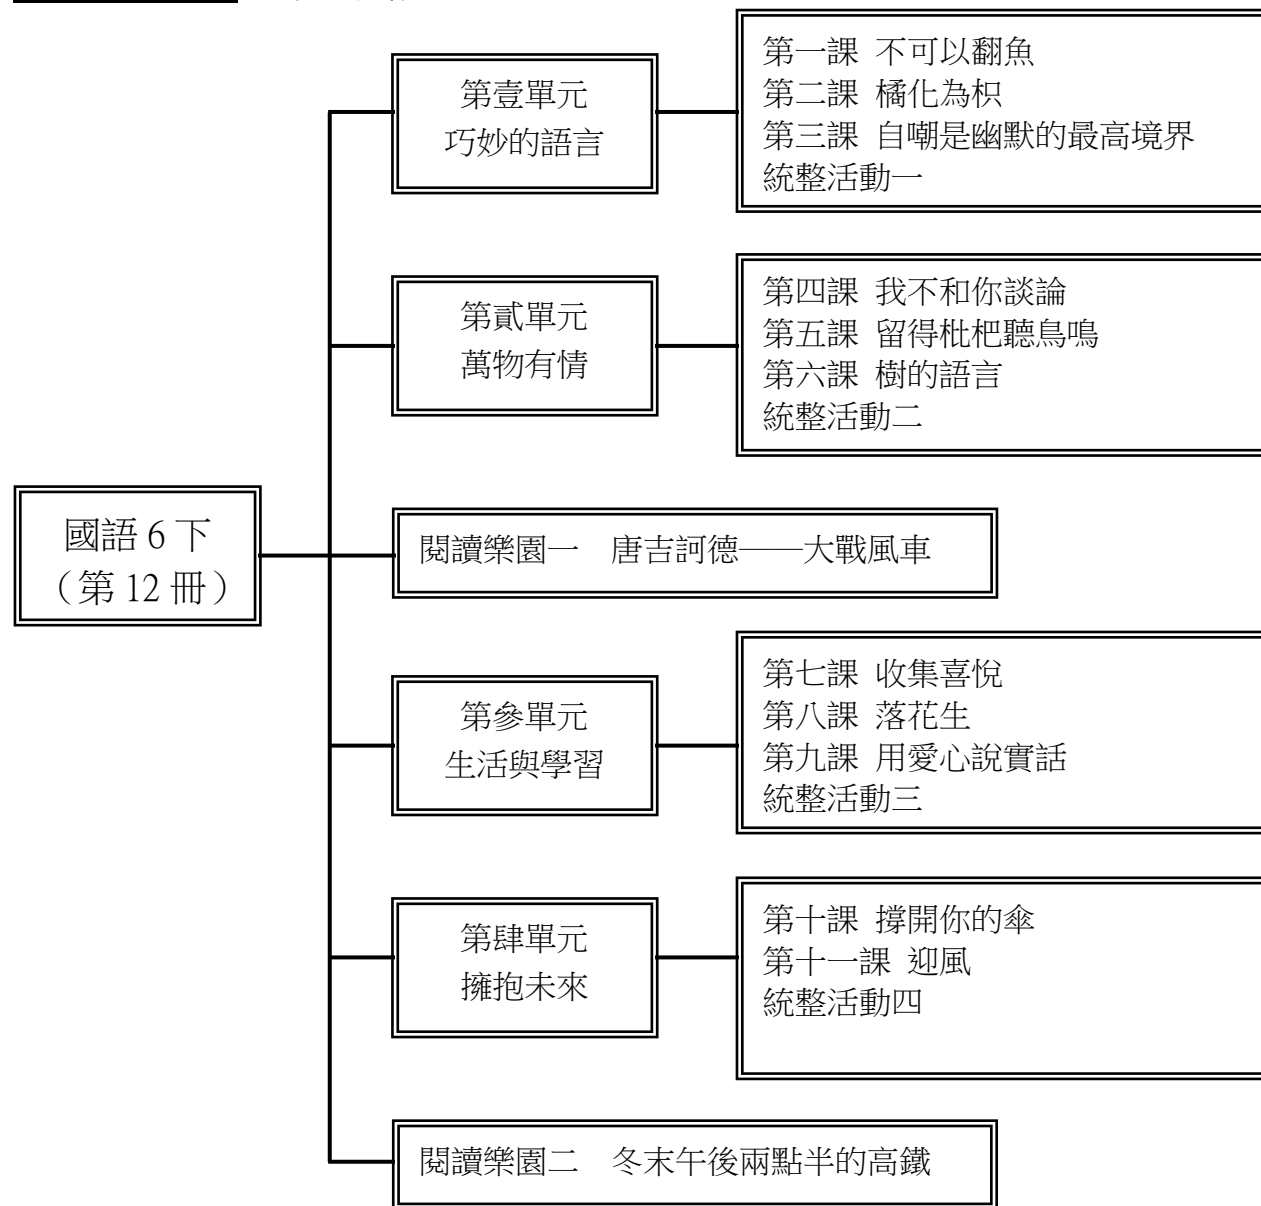 第壹單元
巧妙的語言
第一課 不可以翻魚
第二課 橘化為枳
第三課 自嘲是幽默的最高境界
統整活動一
第貳單元
萬物有情
第四課 我不和你談論
第五課 留得枇杷聽鳥鳴
第六課 樹的語言
統整活動二
國語 6 下
（第 12 冊）
閱讀樂園一 唐吉訶德——大戰風車
第參單元
生活與學習
第七課 收集喜悅
第八課 落花生
第九課 用愛心說實話
統整活動三
第肆單元
擁抱未來
第十課 撐開你的傘
第十一課 迎風
統整活動四
閱讀樂園二 冬末午後兩點半的高鐵